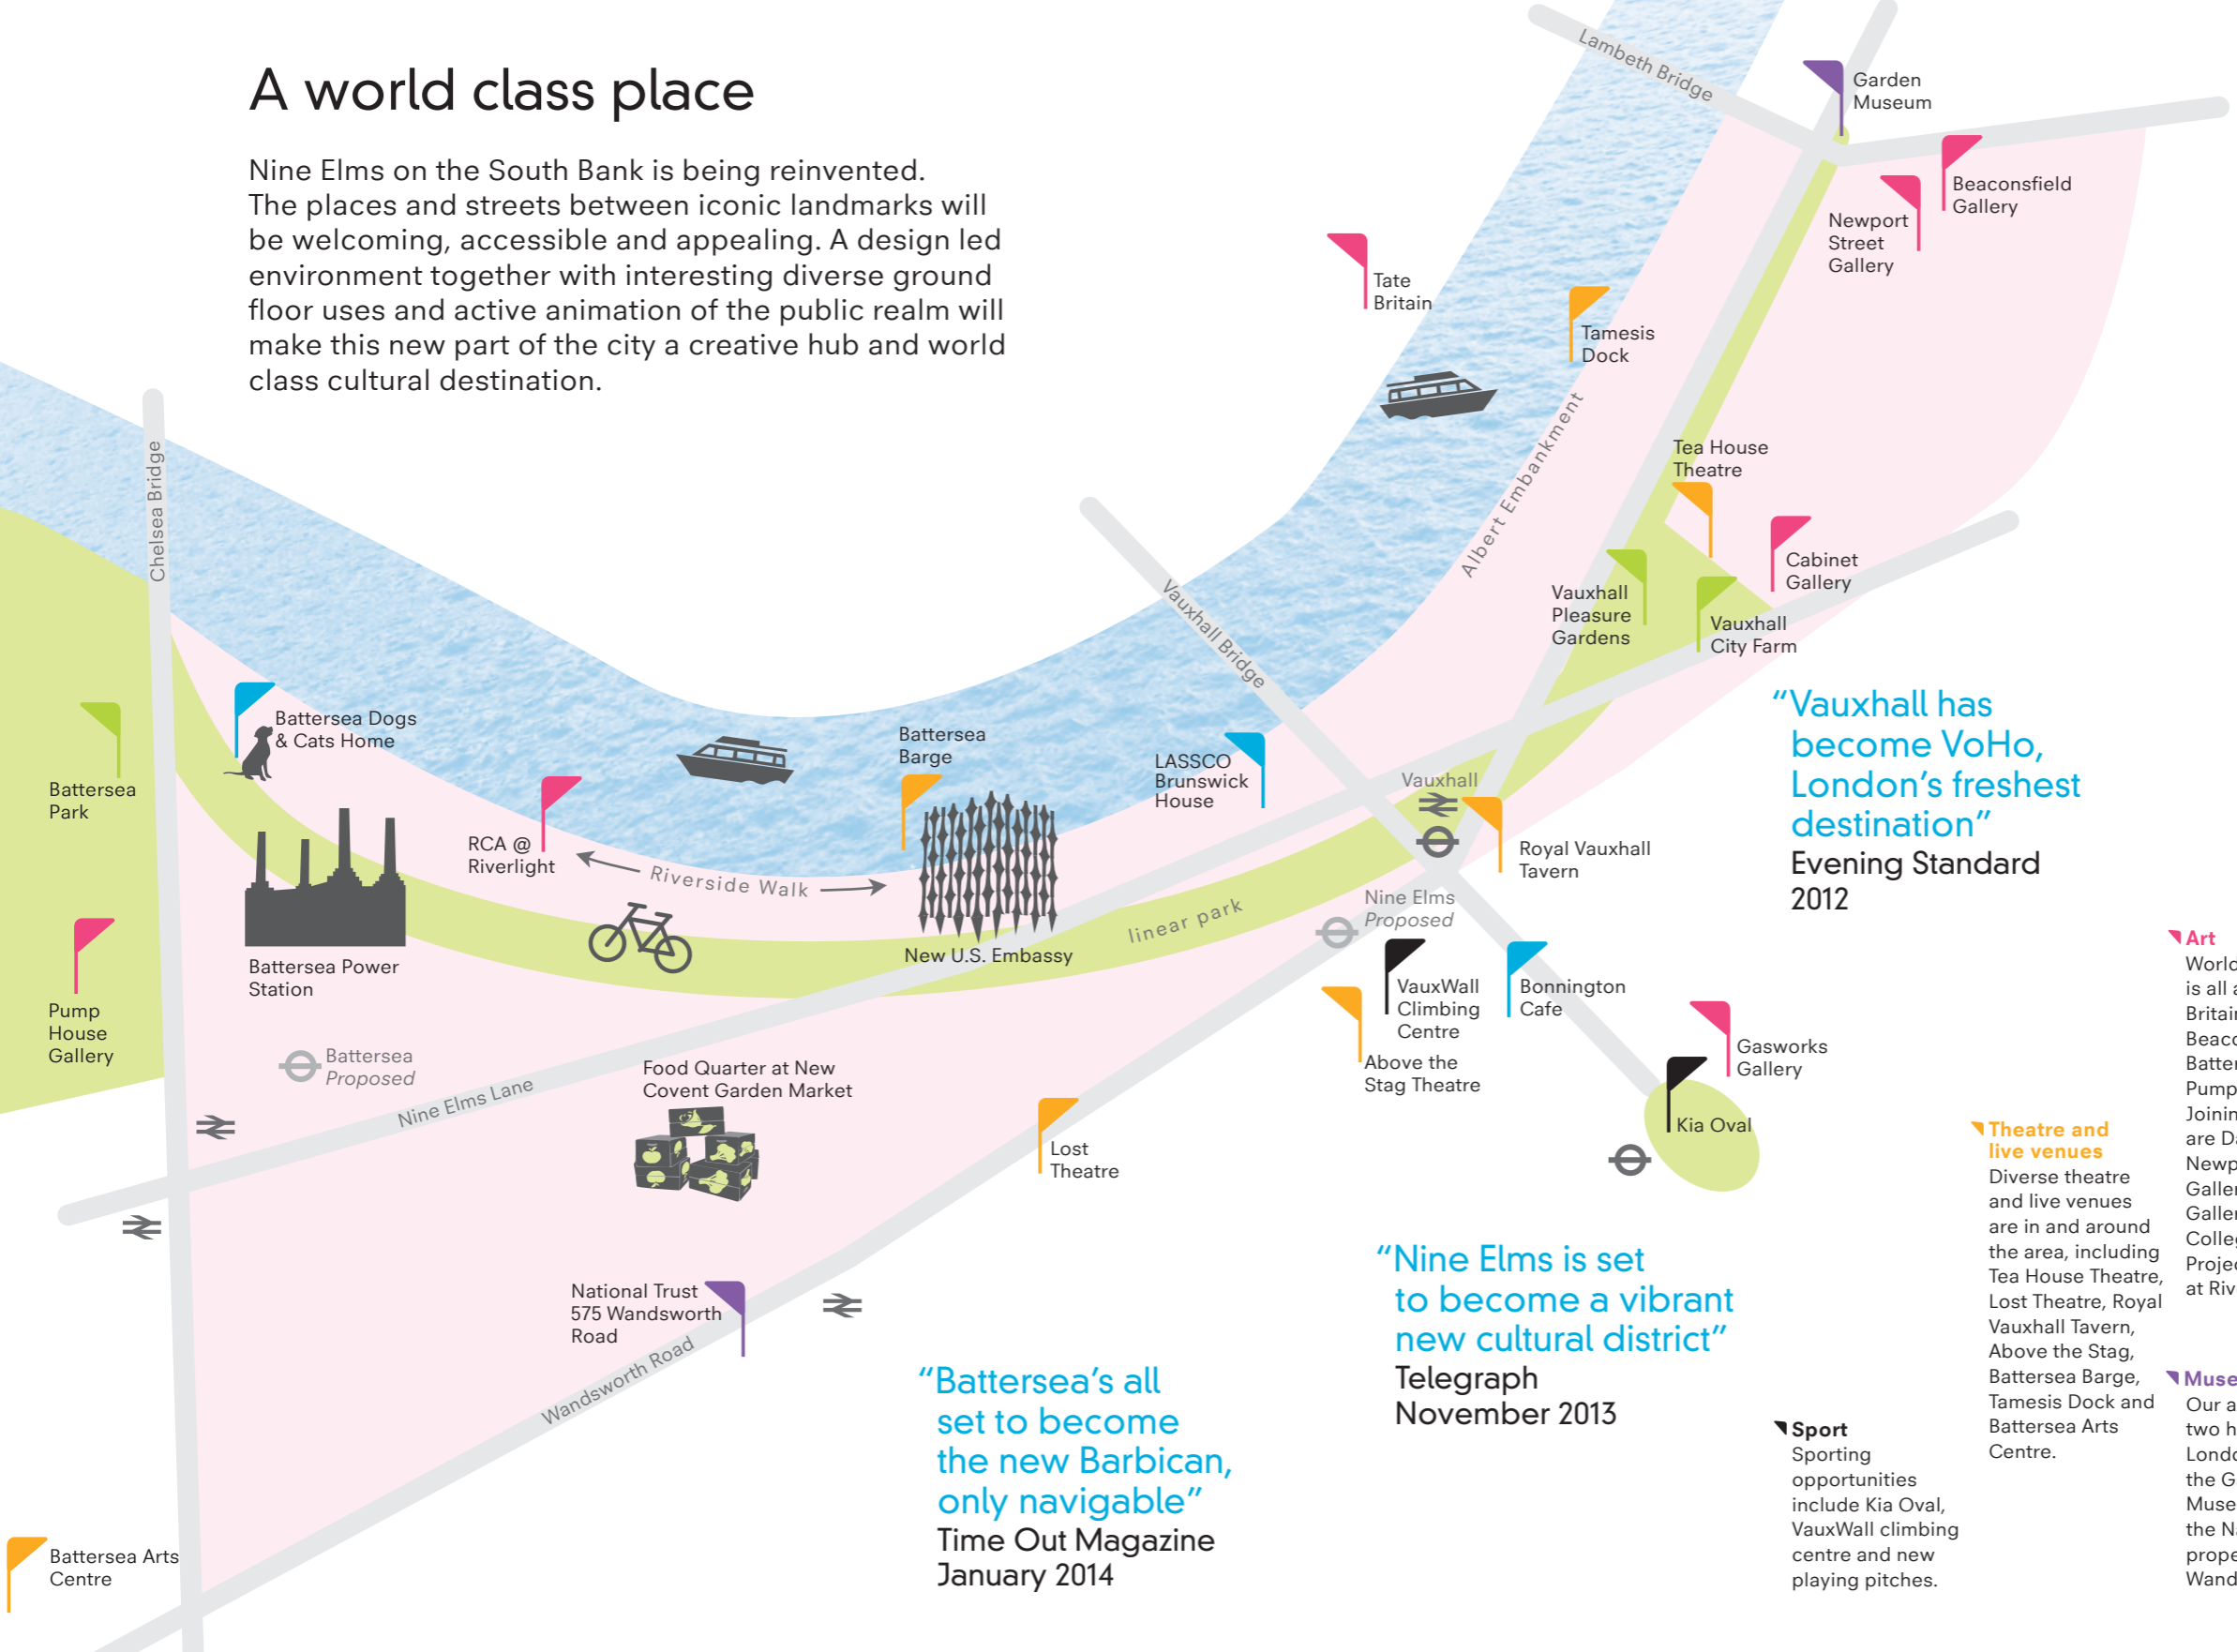 A world class place
Nine Elms on the South Bank is being reinvented.
The places and streets between iconic landmarks will
be welcoming, accessible and appealing. A design led
environment together with interesting diverse ground
floor uses and active animation of the public realm will
make this new part of the city a creative hub and world
class cultural destination.
Lambeth Bridge
Garden
Museum
Beaconsfield
Gallery
Newport
Street
Gallery
Tate
Britain
Tamesis
Dock
Albert Embankment
Tea House
Theatre
Cabinet
Gallery
Vauxhall
Pleasure
Gardens
Vauxhall
City Farm
Chelsea Bridge
Vauxhall Bridge
Battersea Dogs
& Cats Home
Battersea
Park
Battersea
Barge
LASSCO
Brunswick
House
Vauxhall
RCA @
Riverlight
Riverside Walk
Royal Vauxhall
Tavern
Nine Elms
Proposed
linear park
New U.S. Embassy
Battersea Power
Station
Pump
House
Gallery
VauxWall
Climbing
Centre
Bonnington
Cafe
Above the
Stag Theatre
Gasworks
Gallery
Kia Oval
Battersea
Proposed
Nine Elms Lane
Food Quarter at New
Covent Garden Market
Lost
Theatre
National Trust
575 Wandsworth
Road
Wandsworth Road
Battersea Arts
Centre
“Vauxhall has
become VoHo,
London’s freshest
destination”
Evening Standard
2012
“Nine Elms is set
to become a vibrant
new cultural district”
Telegraph
November 2013
“Battersea’s all
set to become
the new Barbican,
only navigable”
Time Out Magazine
January 2014
Sport
Sporting
opportunities
include Kia Oval,
VauxWall climbing
centre and new
playing pitches.
Theatre and
live venues
Diverse theatre
and live venues
are in and around
the area, including
Tea House Theatre,
Lost Theatre, Royal
Vauxhall Tavern,
Above the Stag,
Battersea Barge,
Tamesis Dock and
Battersea Arts
Centre.
Art
is all
are
at
Our
two
the
the